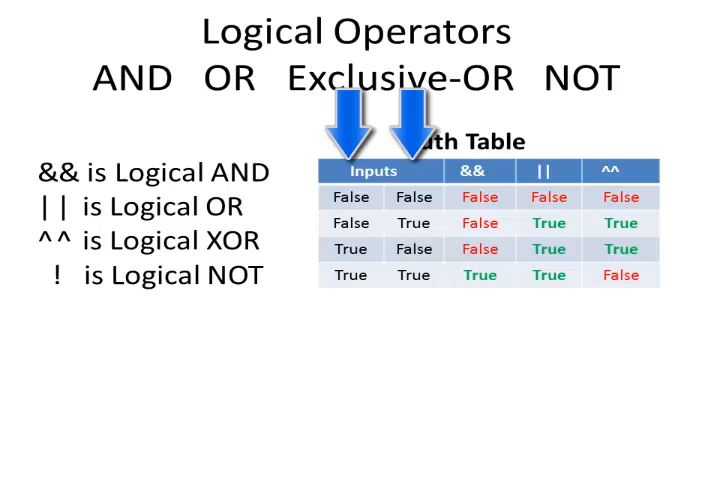 Logical Operators
AND OR Exclusive-OR NOT
&& is Logical AND
|| is Logical OR
^^ is Logical XOR
! is Logical NOT
Table
Inputs && || ^^
False False False False False
False True False True True
True False False True True
True True True True False